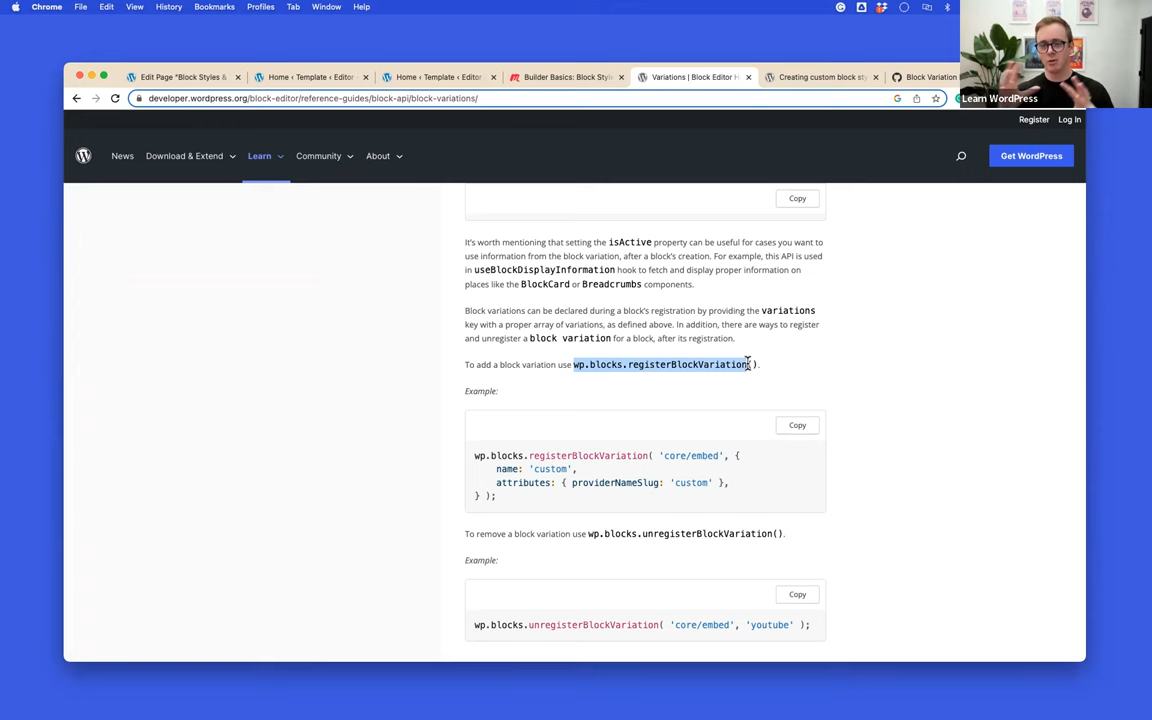 Chrome File Edit View History Bookmarks Profiles Tab Window Help
Edit Page "Block Styles &
Home ‹ Template ‹ Editor
Home ‹ Template ‹ Editor
Builder Basics: Block Style
Variations | Block Editor H
Creating custom block sty
Block Variation
developer.wordpress.org/block-editor/reference-guides/block-api/block-variations/
Learn WordPress
Register Log In
News Download & Extend Learn Community About Get WordPress
Copy
It's worth mentioning that setting the isActive property can be useful for cases you want to
use information from the block variation, after a block's creation. For example, this API is used
in useBlockDisplayInformation hook to fetch and display proper information on
places like the BlockCard or Breadcrumbs components.
Block variations can be declared during a block's registration by providing the variations
key with a proper array of variations, as defined above. In addition, there are ways to register
and unregister a block variation for a block, after its registration.
To add a block variation use wp.blocks.registerBlockVariation().
Example:
Copy
wp.blocks.registerBlockVariation( 'core/embed', {
name: 'custom',
attributes: { providerNameSlug: 'custom' },
} );
To remove a block variation use wp.blocks.unregisterBlockVariation().
Example:
Copy
wp.blocks.unregisterBlockVariation( 'core/embed', 'youtube' );